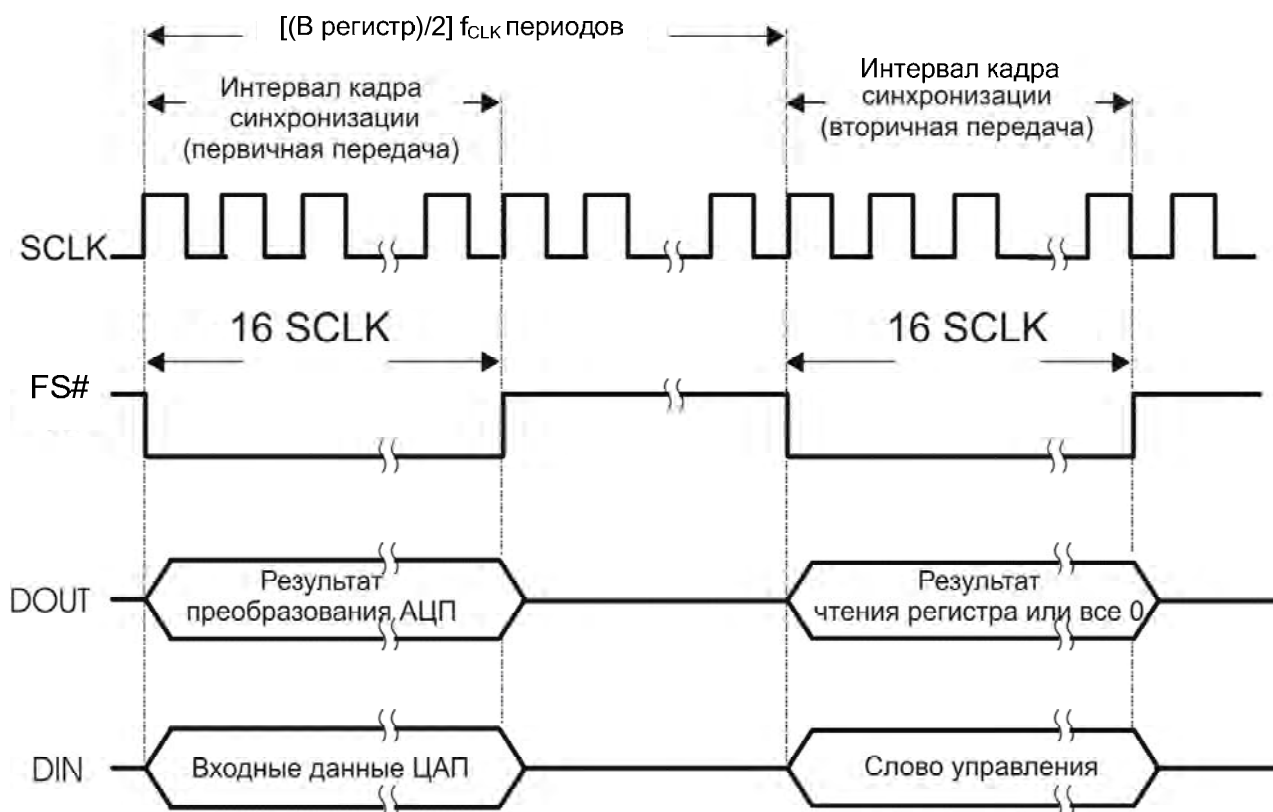 [(В регистр)/2] fCLK периодов
Интервал кадра
синхронизации
(первичная передача)
Интервал кадра
синхронизации
(вторичная передача)
SCLK
16 SCLK
16 SCLK
FS#
DOUT
Результат
преобразования АЦП
Результат
чтения регистра или все 0
DIN
Входные данные ЦАП
Слово управления